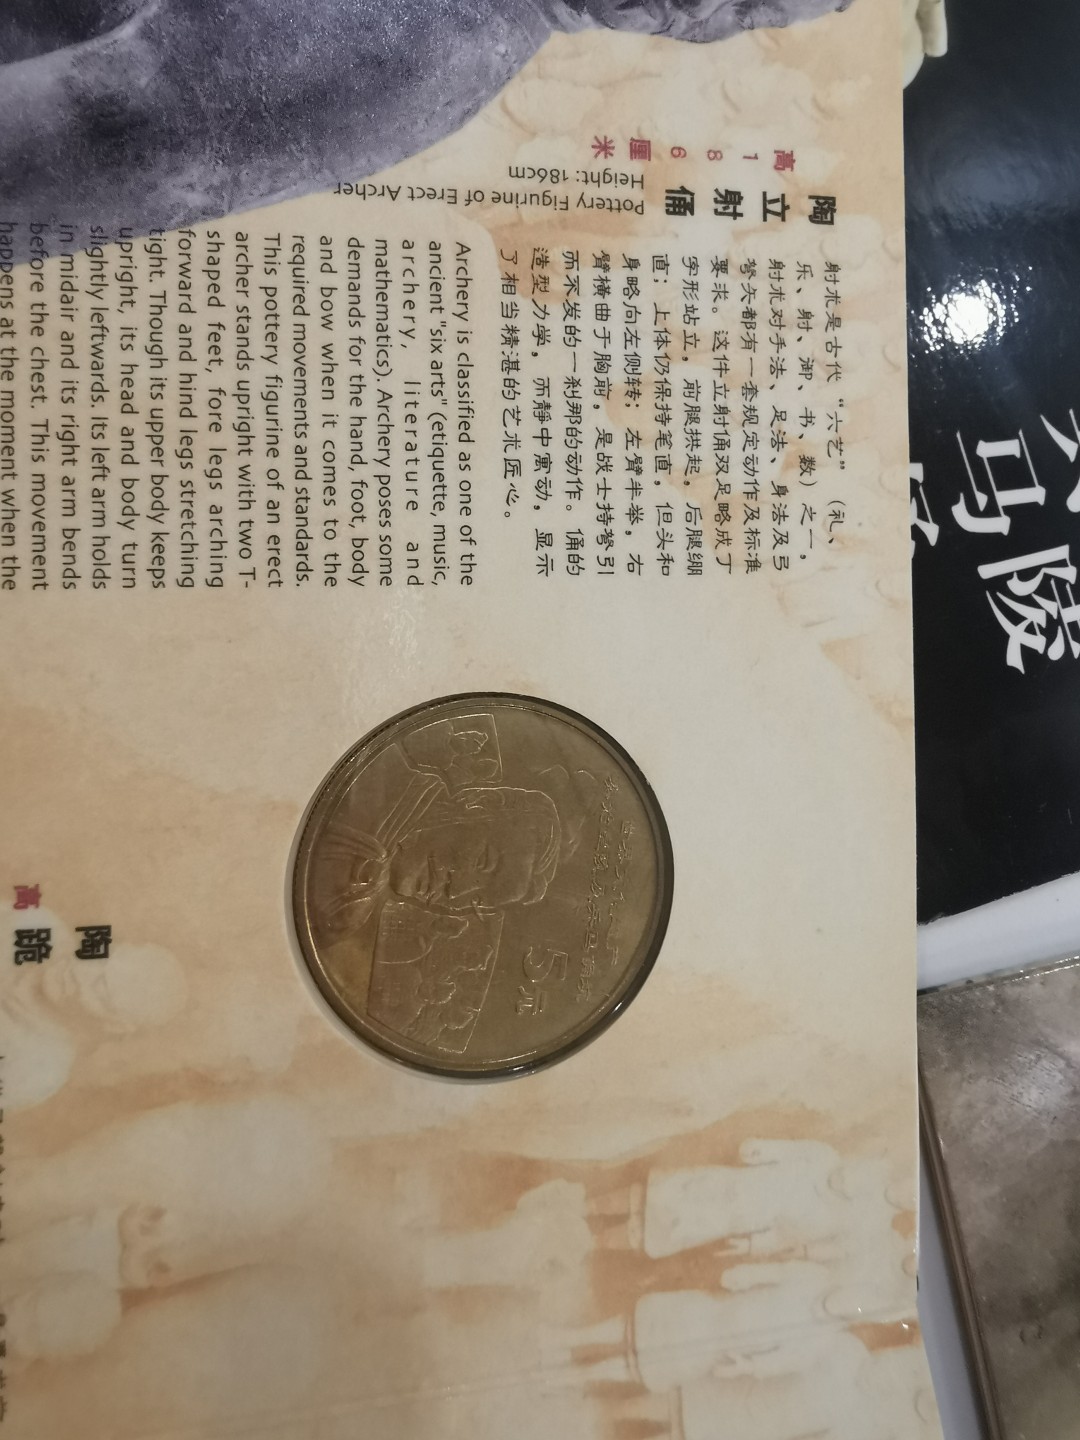 陶立射俑
高186厘米
Pottery Figurine of Erect Archer
Height: 186cm
射术是古代“六艺”（礼、
乐、射、御、书、数）之一，
射术对手法、足法、身法及弓
弩矢都有一套规定动作及标准
要求。这件立射俑双足略成丁
字形站立，前腿拱起，后腿绷
直；上体仍保持笔直，但头和
身略向左侧转；左臂半举，右
臂横曲于胸前，是战士持弩引
而不发的一刹那的动作。俑的
造型力学，而静中寓动，显示
了相当精湛的艺术匠心。
Archery is classified as one of the
ancient "six arts" (etiquette, music,
archery, literature and
mathematics). Archery poses some
demands for the hand, foot, body
and bow when it comes to the
required movements and standards.
This pottery figurine of an erect
archer stands upright with two T-
shaped feet, fore legs arching
forward and hind legs stretching
tight. Though its upper body keeps
upright, its head and body turn
slightly leftwards. Its left arm holds
in midair and its right arm bends
before the chest. This movement
happens at the moment when the
5元
陶
跪
高
马
陵